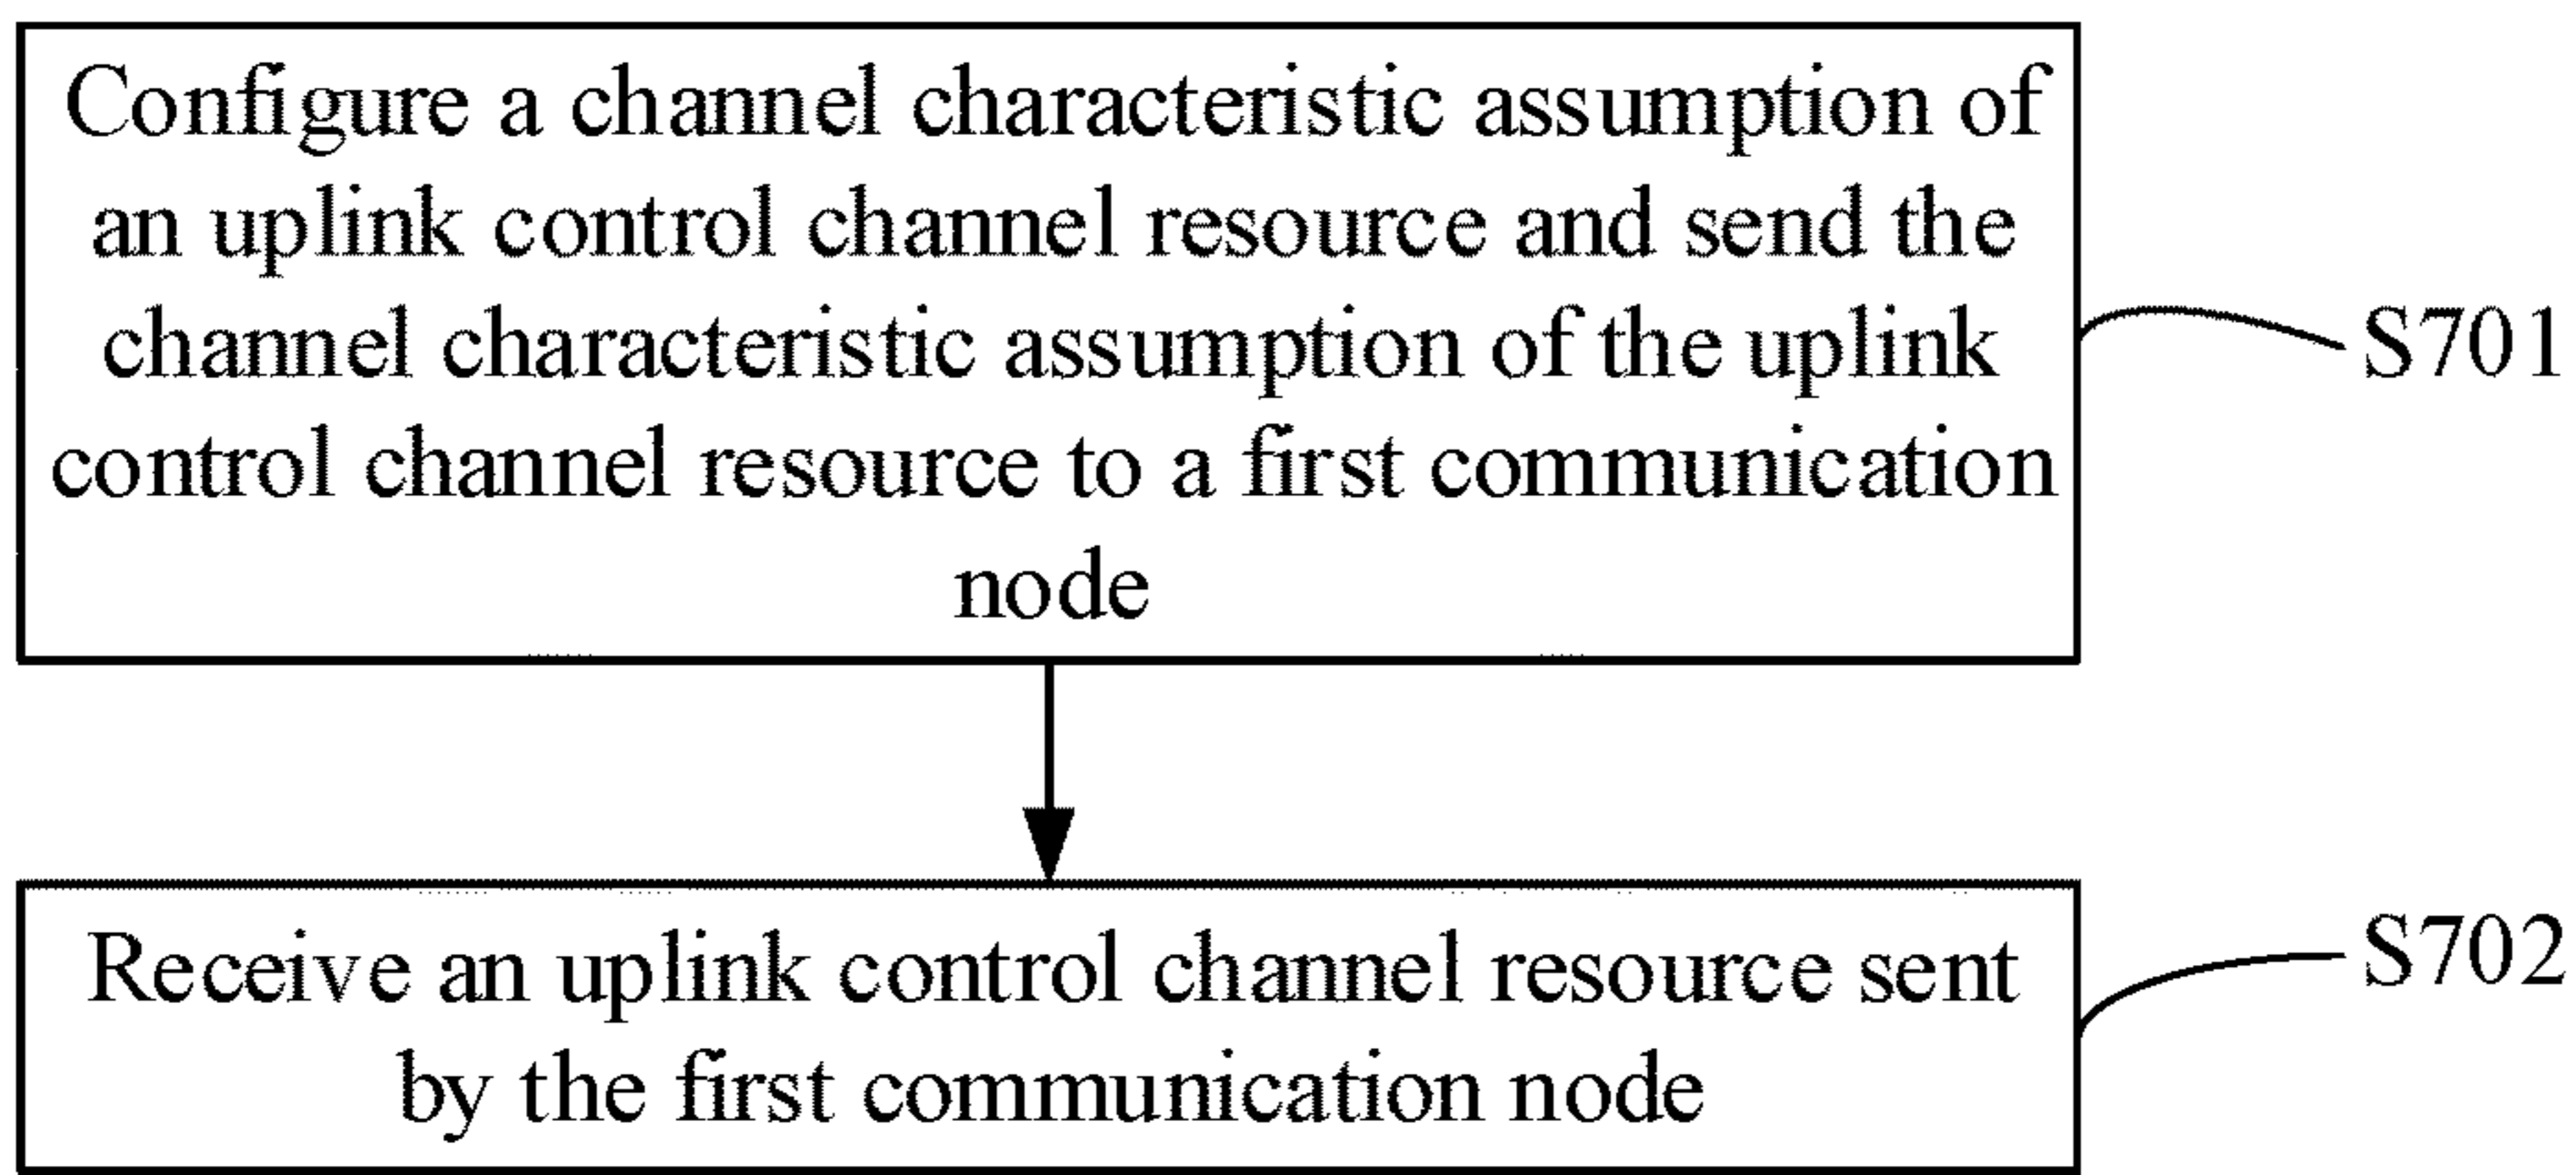 Configure a channel characteristic assumption of
an uplink control channel resource and send the
channel characteristic assumption of the uplink
control channel resource to a first communication
node
S701
Receive an uplink control channel resource sent
by the first communication node
S702